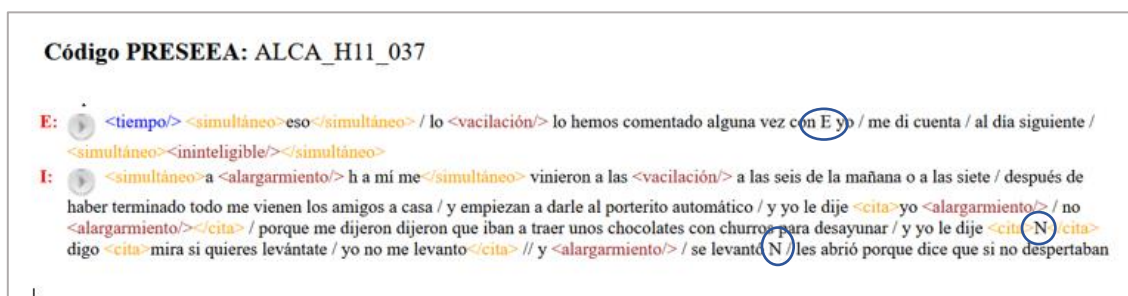 Código PRESEEA: ALCA_H11_037
E: <tiempo/> <simultáneo>eso</simultáneo> / lo <vacilación/> lo hemos comentado alguna vez con E yo / me di cuenta / al día siguiente /
<simultáneo><ininteligible/></simultáneo>
I: <simultáneo>a <alargarmiento/> h a mí me</simultáneo> vinieron a las <vacilación/> a las seis de la mañana o a las siete / después de
haber terminado todo me vienen los amigos a casa / y empiezan a darle al porterito automático / y yo le dije <cita>yo <alargarmiento/> / no
<alargarmiento/></cita> / porque me dijeron dijeron que iban a traer unos chocolates con churros para desayunar / y yo le dije <cita>N</cita>
digo <cita>mira si quieres levántate / yo no me levanto</cita> // y <alargarmiento/> / se levantó N / les abrió porque dice que si no despertaban